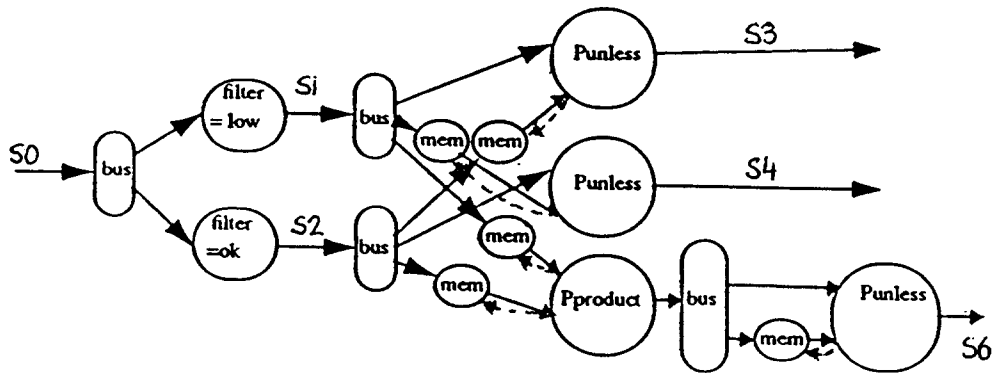 S0
bus
filter
= low
S1
filter
=ok
S2
bus
bus
mem
mem
mem
mem
Punless
S3
Punless
S4
Pproduct
bus
mem
Punless
S6